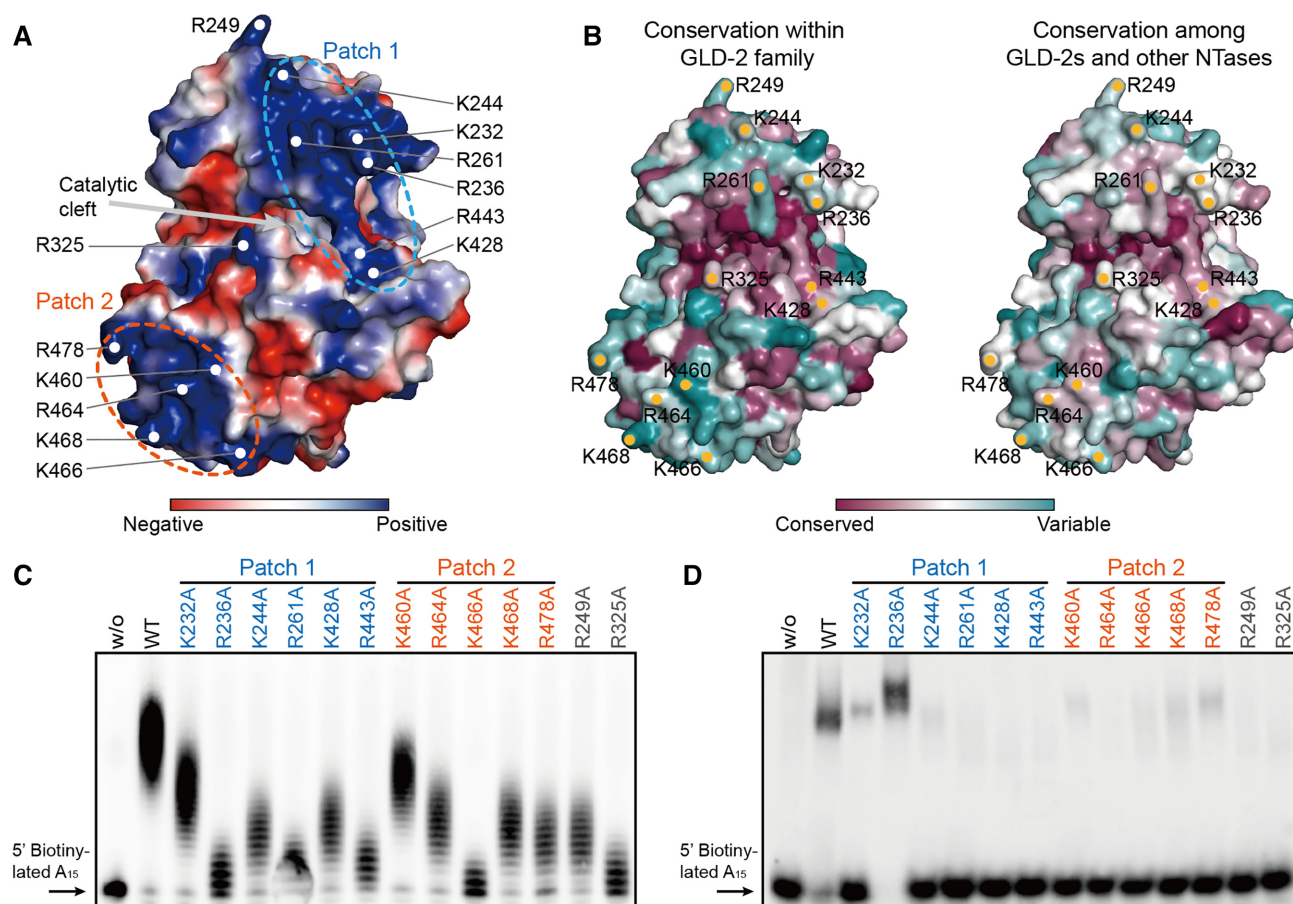 A
R249
Patch 1
K244
K232
R261
R236
R443
K428
Catalytic
cleft
R325
Patch 2
R478
K460
R464
K468
K466
Negative
Positive
B
Conservation within
GLD-2 family
R249
K244
R261
K232
R236
R325
R443
K428
R478
K460
R464
K468
K466
Conservation among
GLD-2s and other NTases
R249
K244
R261
K232
R236
R325
R443
K428
R478
K460
R464
K468
K466
Conserved
Variable
C
Patch 1
Patch 2
w/o
WT
K232A
R236A
K244A
R261A
K428A
R443A
K460A
R464A
K466A
K468A
R478A
R249A
R325A
5' Biotiny-
lated A₁₅
D
Patch 1
Patch 2
w/o
WT
K232A
R236A
K244A
R261A
K428A
R443A
K460A
R464A
K466A
K468A
R478A
R249A
R325A
5' Biotiny-
lated A₁₅